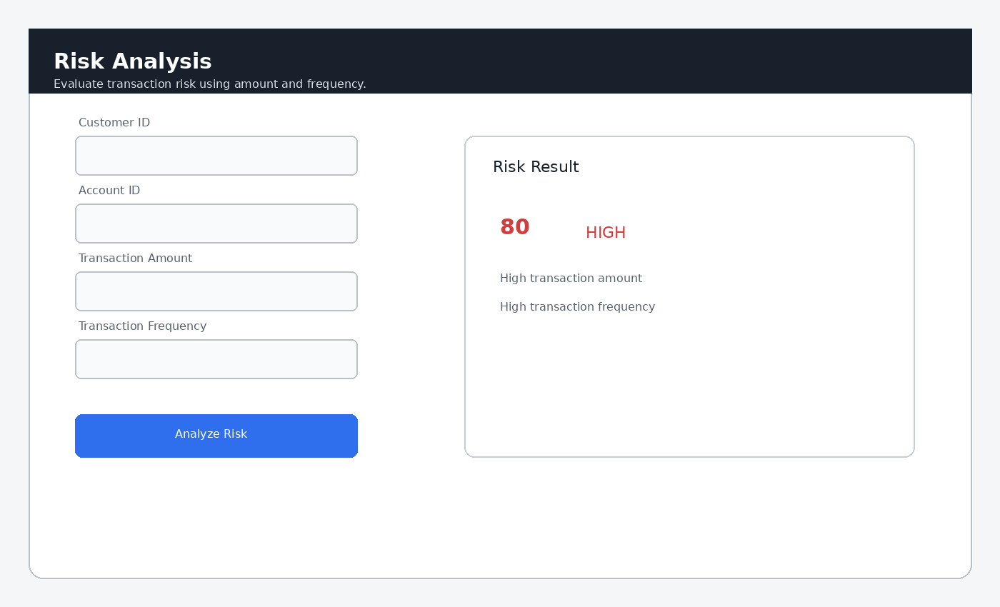 Risk Analysis
Evaluate transaction risk using amount and frequency.
Customer ID
Account ID
Transaction Amount
Transaction Frequency
Analyze Risk
Risk Result
80 HIGH
High transaction amount
High transaction frequency